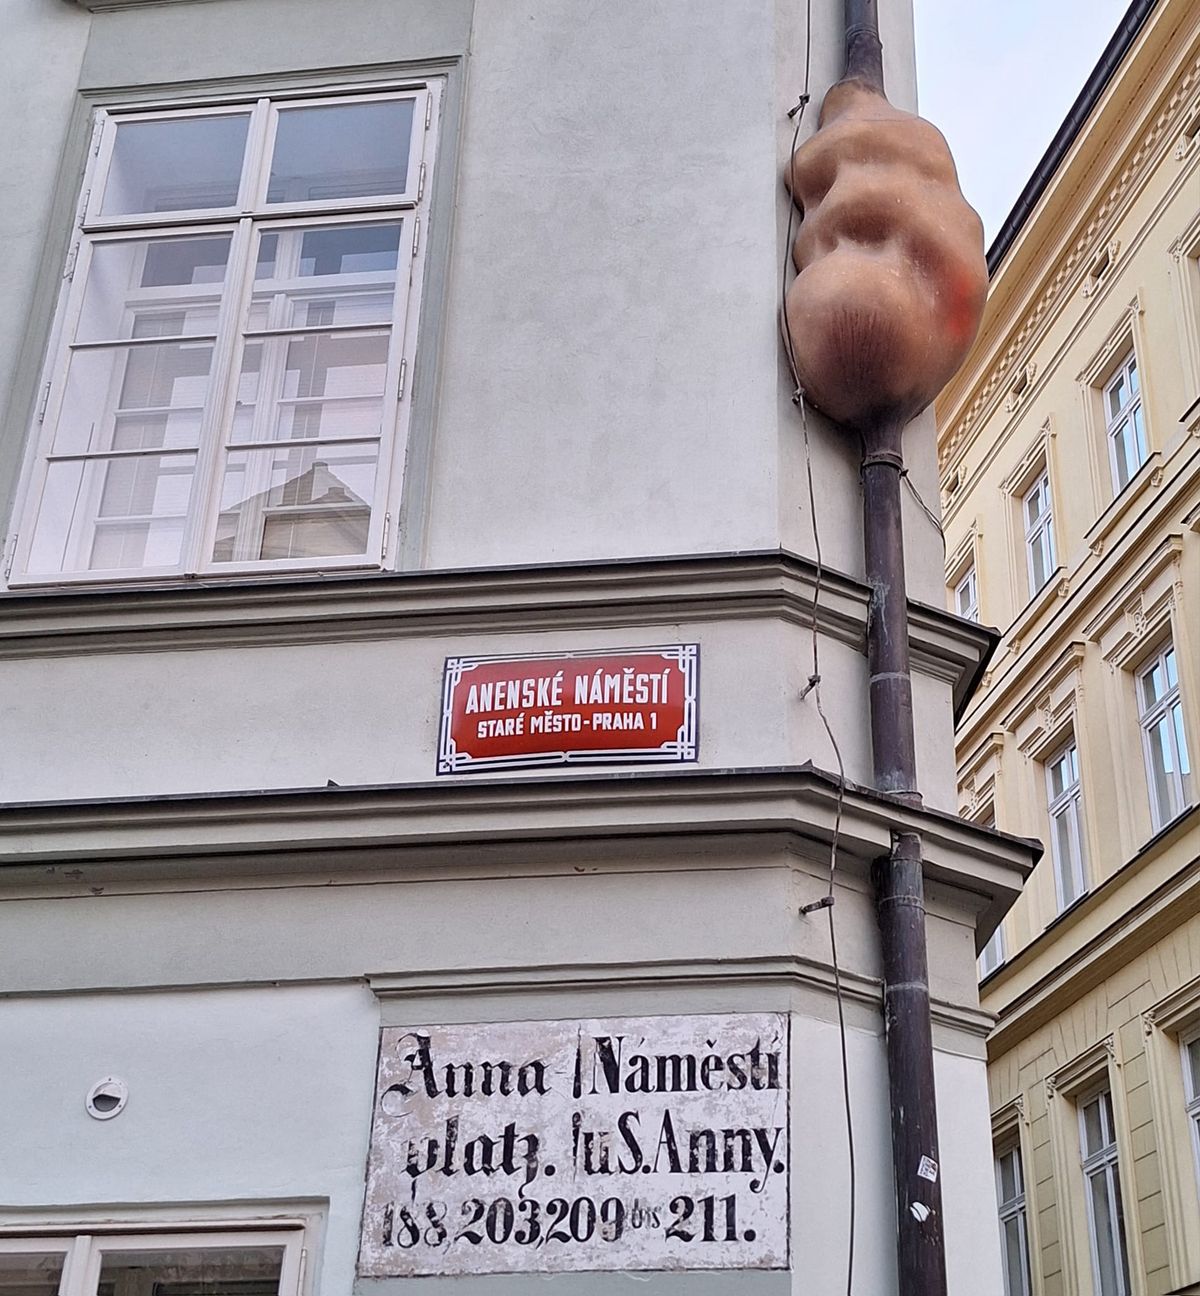 ANENSKÉ NÁMĚSTÍ
STARÉ MĚSTO-PRAHA 1
Anna Náměstí
platz. u S. Anny.
188, 203, 209 bis 211.